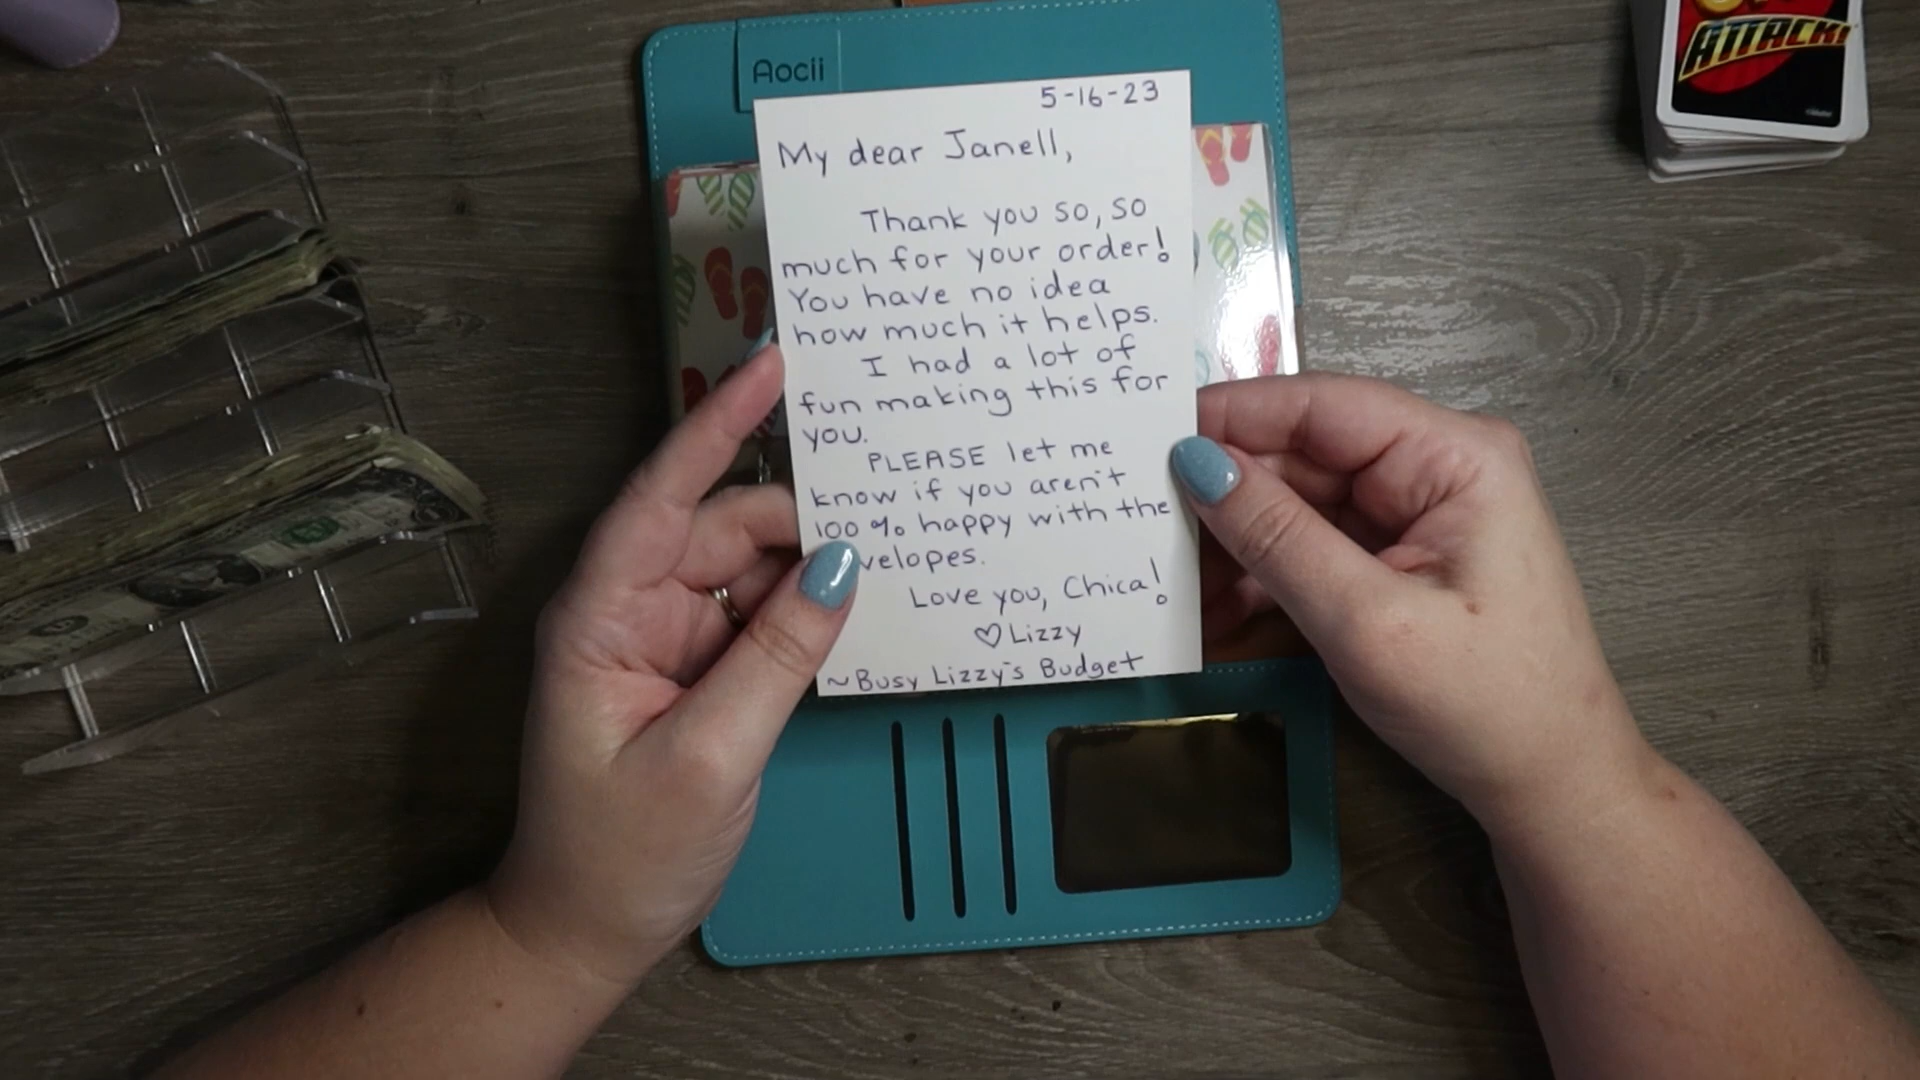 Aocii
ATTACK!
5-16-23
My dear Janell,
Thank you so, so
much for your order!
You have no idea
how much it helps.
I had a lot of
fun making this for
you.
PLEASE let me
know if you aren't
100% happy with the
velopes.
Love you, Chica!
♡ Lizzy
~Busy Lizzy's Budget